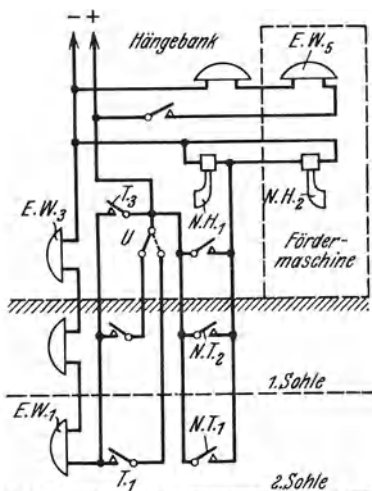 − +
Hängebank
E.W.5
T.3
E.W.3
U
N.H.1
N.H.2
Förder-
maschine
N.T.2
1.Sohle
E.W.1
N.T.1
T.1
2.Sohle